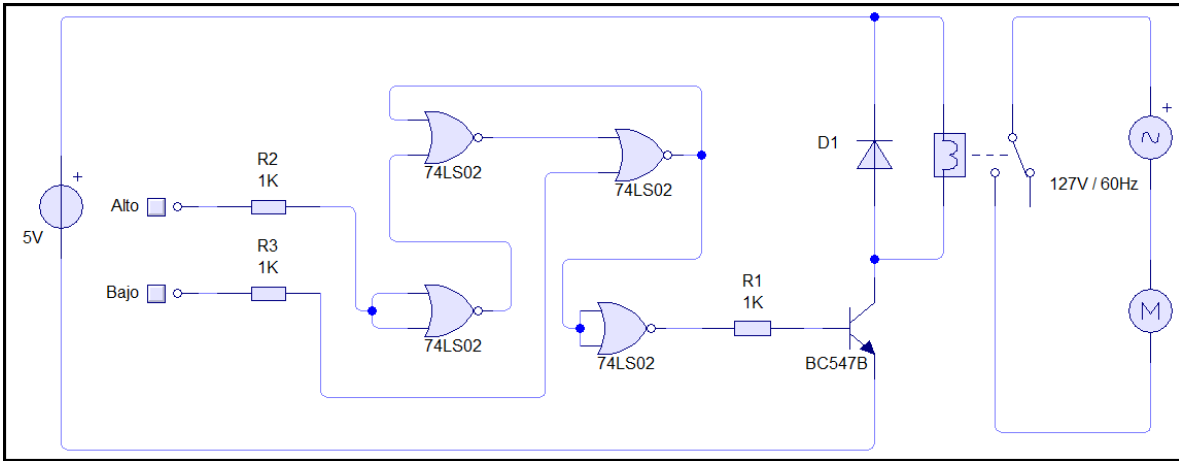 +
D1
127V / 60Hz
74LS02
74LS02
R2
1K
Alto
+
5V
R3
1K
Bajo
74LS02
74LS02
R1
1K
BC547B
M